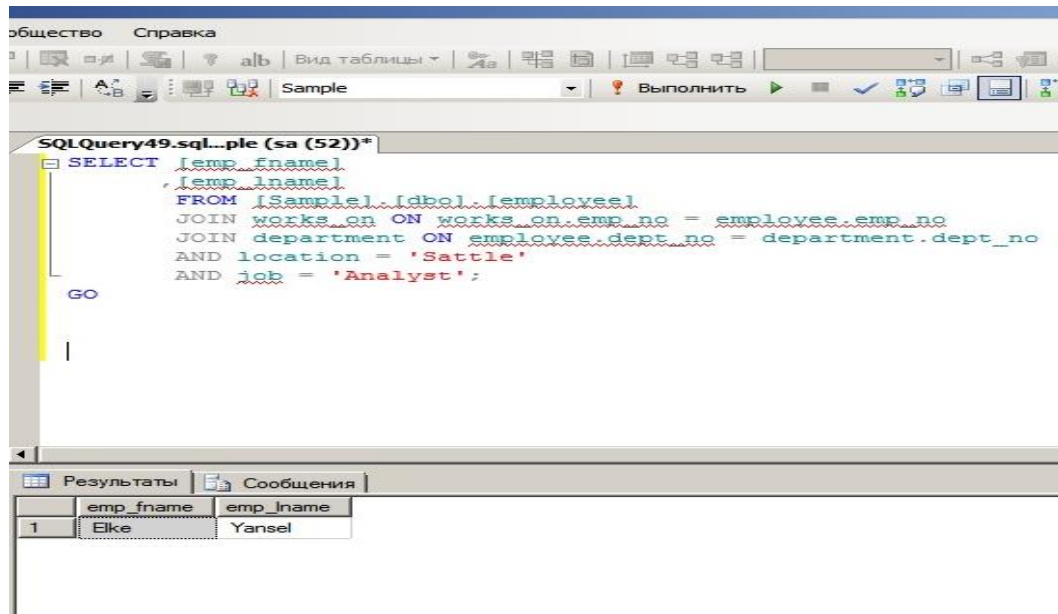 общество Справка
alb Вид таблицы
Sample Выполнить
SQLQuery49.sql...ple (sa (52))*
SELECT [emp_fname]
,[emp_lname]
FROM [Sample].[dbo].[employee]
JOIN works_on ON works_on.emp_no = employee.emp_no
JOIN department ON employee.dept_no = department.dept_no
AND location = 'Sattle'
AND job = 'Analyst';
GO
Результаты Сообщения
emp_fname emp_lname
1 Elke Yansel